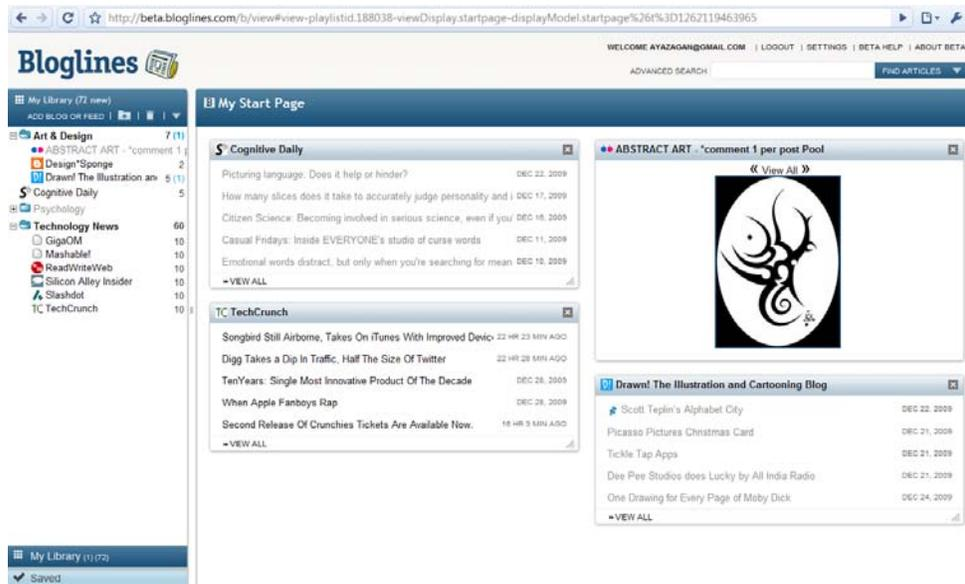 http://beta.bloglines.com/b/view#view-playlistid.188038-viewDisplay.startpage-displayModel.startpage%26t%3D1262119463965
WELCOME AYAZAGAN@GMAIL.COM | LOGOUT | SETTINGS | BETA HELP | ABOUT BETA
Bloglines
ADVANCED SEARCH
FIND ARTICLES
My Library (72 new)
ADD BLOG OR FEED
Art & Design 7 (1)
ABSTRACT ART - *comment 1 p
Design*Sponge 2
Drawn! The Illustration an 5 (1)
Cognitive Daily 5
Psychology
Technology News 60
GigaOM 10
Mashable! 10
ReadWriteWeb 10
Silicon Alley Insider 10
Slashdot 10
TC TechCrunch 10
My Library (1) (72)
Saved
My Start Page
Cognitive Daily
Picturing language: Does it help or hinder? DEC 22, 2009
How many slices does it take to accurately judge personality and i DEC 17, 2009
Citizen Science: Becoming involved in serious science, even if you' DEC 16, 2009
Casual Fridays: Inside EVERYONE's studio of curse words DEC 11, 2009
Emotional words distract, but only when you're searching for mean DEC 10, 2009
VIEW ALL
TC TechCrunch
Songbird Still Airborne, Takes On iTunes With Improved Devic 22 HR 23 MIN AGO
Digg Takes a Dip In Traffic, Half The Size Of Twitter 22 HR 28 MIN AGO
TenYears: Single Most Innovative Product Of The Decade DEC 28, 2009
When Apple Fanboys Rap DEC 28, 2009
Second Release Of Crunchies Tickets Are Available Now. 16 HR 3 MIN AGO
VIEW ALL
ABSTRACT ART - *comment 1 per post Pool
« View All »
D! Drawn! The Illustration and Cartooning Blog
Scott Teplin's Alphabet City DEC 22, 2009
Picasso Pictures Christmas Card DEC 21, 2009
Tickle Tap Apps DEC 21, 2009
Dee Pee Studios does Lucky by All India Radio DEC 21, 2009
One Drawing for Every Page of Moby Dick DEC 24, 2009
VIEW ALL